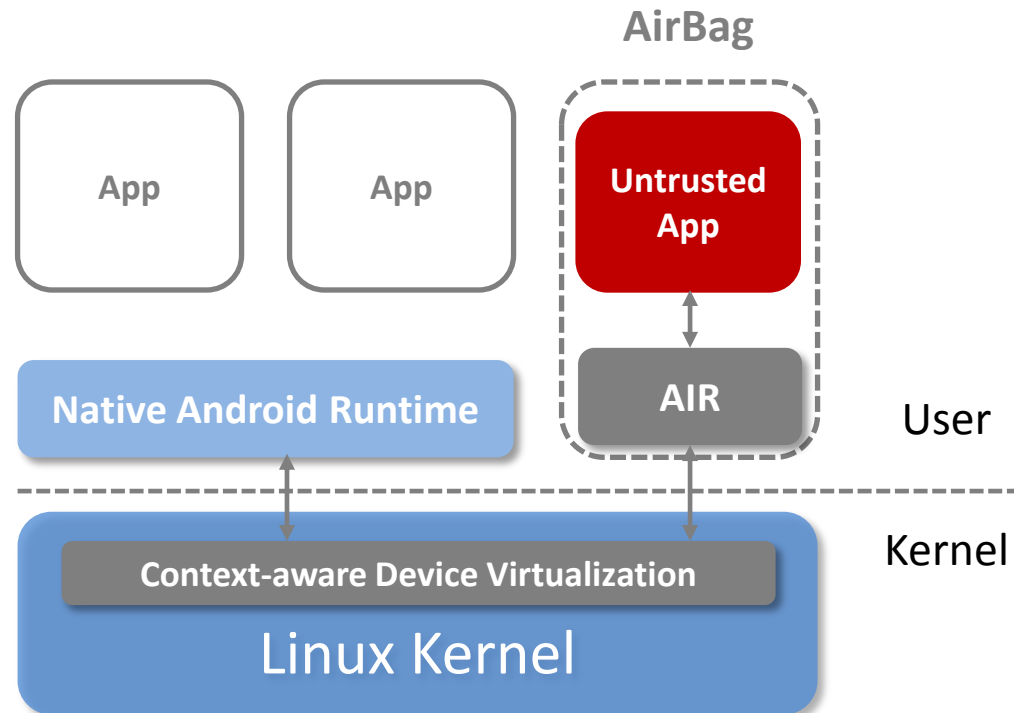 AirBag
App
App
Untrusted
App
Native Android Runtime
AIR
User
Kernel
Context-aware Device Virtualization
Linux Kernel